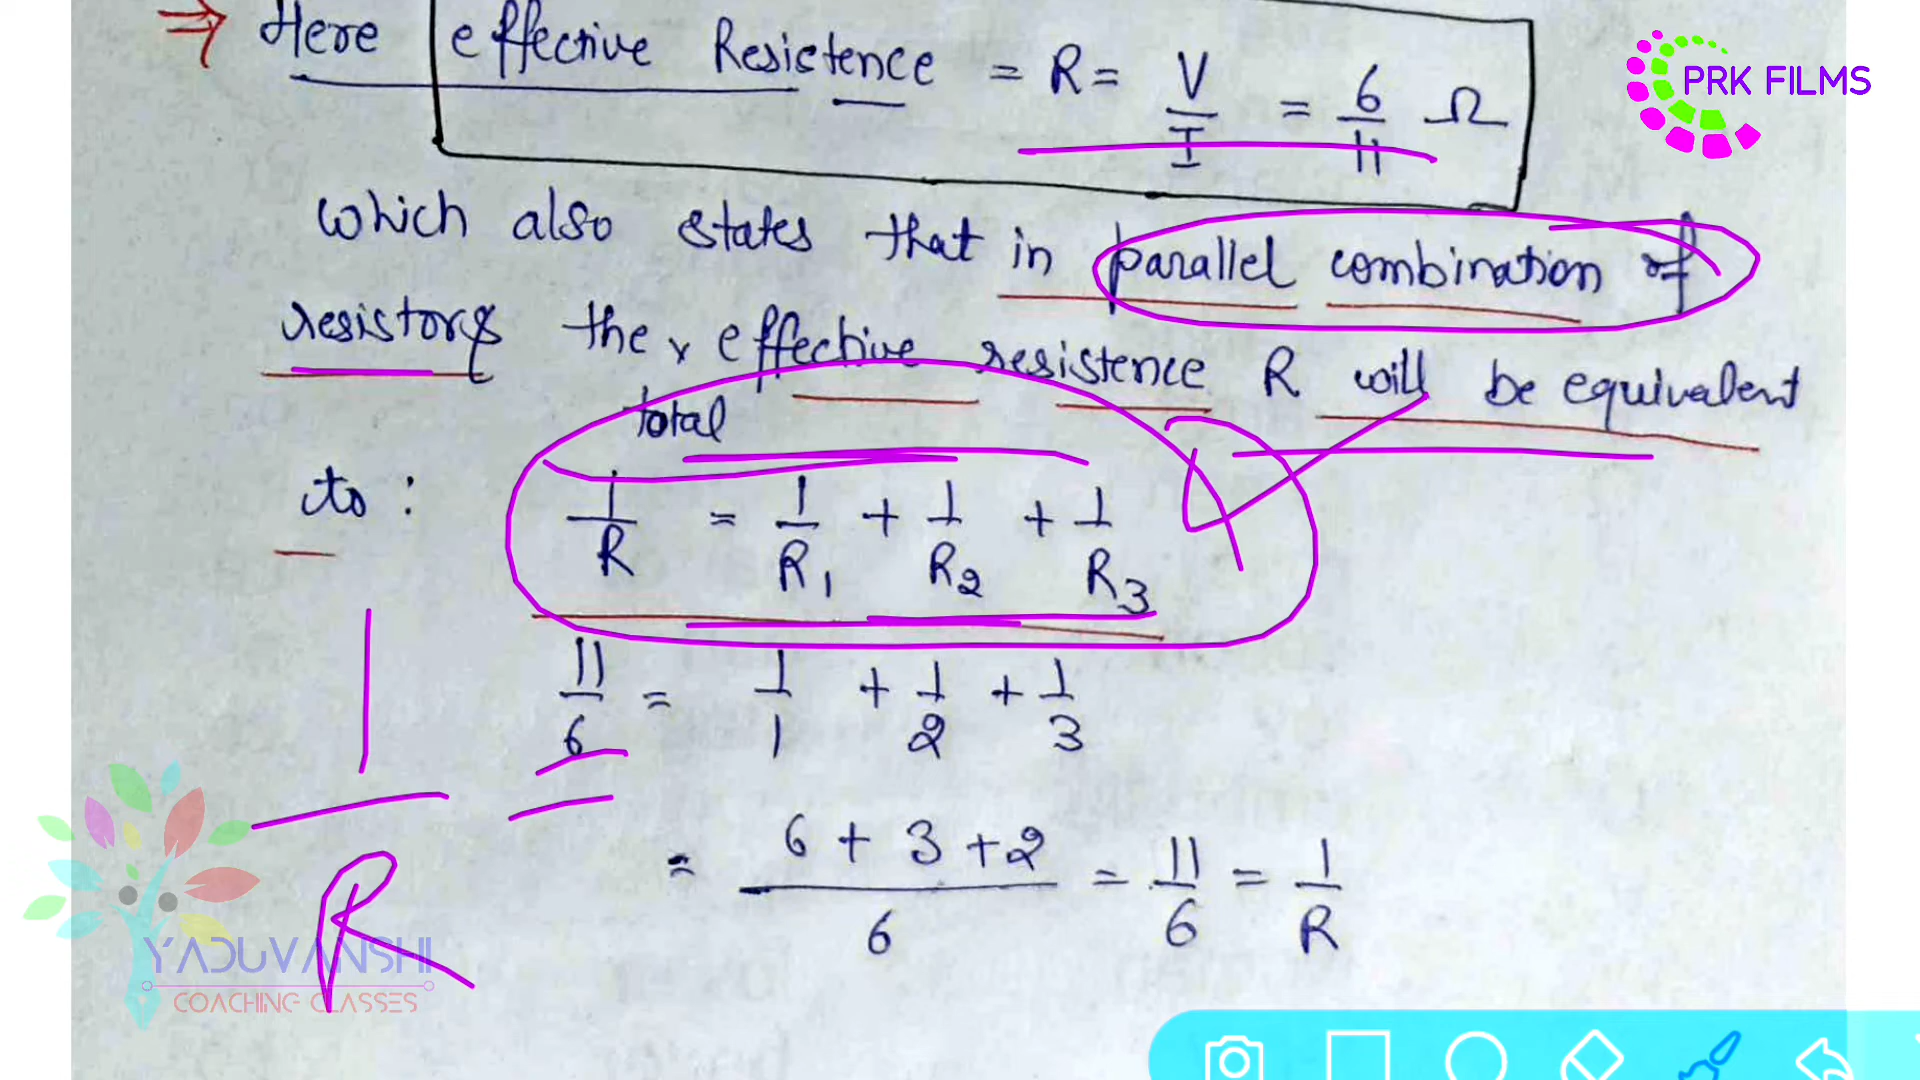 ⇒ Here effective Resistence = R = V/I = 6/11 Ω
PRK FILMS
which also states that in parallel combination of
resistors the, effective resistence R will be equivalent
total
to :
1/R = 1/R1 + 1/R2 + 1/R3
11/6 = 1/1 + 1/2 + 1/3
= 6 + 3 + 2 / 6 = 11/6 = 1/R
1/R
YADUVANSHI
COACHING CLASSES